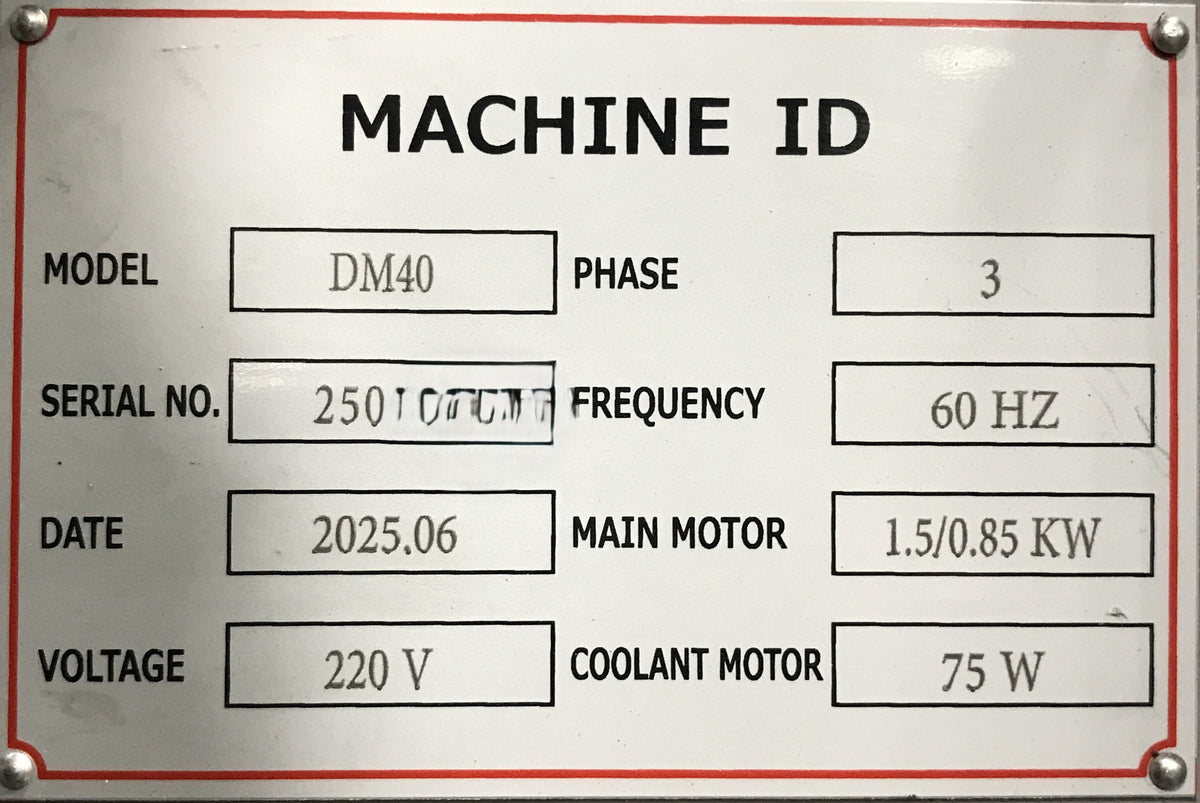 MACHINE ID
MODEL DM40 PHASE 3
SERIAL NO. FREQUENCY 60 HZ
DATE 2025.06 MAIN MOTOR 1.5/0.85 KW
VOLTAGE 220 V COOLANT MOTOR 75 W